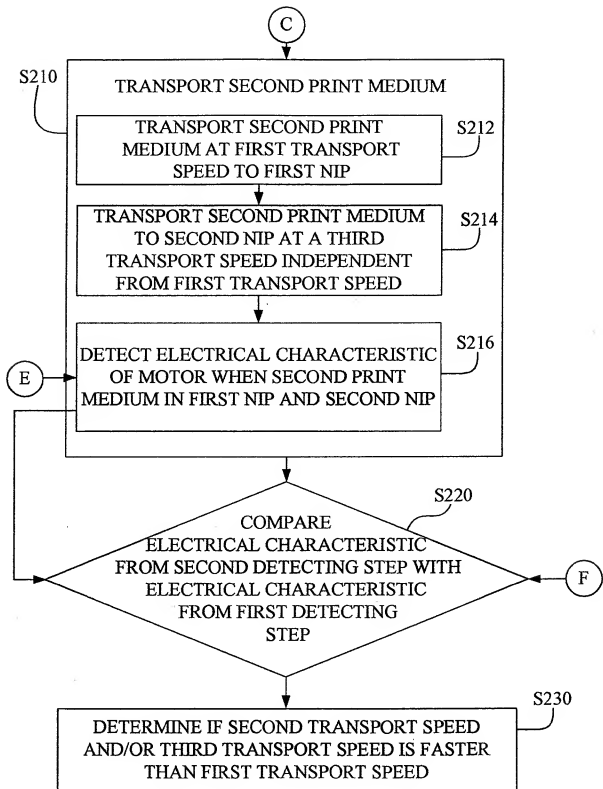 C
S210
TRANSPORT SECOND PRINT MEDIUM
TRANSPORT SECOND PRINT
MEDIUM AT FIRST TRANSPORT
SPEED TO FIRST NIP
S212
TRANSPORT SECOND PRINT MEDIUM
TO SECOND NIP AT A THIRD
TRANSPORT SPEED INDEPENDENT
FROM FIRST TRANSPORT SPEED
S214
DETECT ELECTRICAL CHARACTERISTIC
OF MOTOR WHEN SECOND PRINT
MEDIUM IN FIRST NIP AND SECOND NIP
S216
E
S220
COMPARE
ELECTRICAL CHARACTERISTIC
FROM SECOND DETECTING STEP WITH
ELECTRICAL CHARACTERISTIC
FROM FIRST DETECTING
STEP
F
S230
DETERMINE IF SECOND TRANSPORT SPEED
AND/OR THIRD TRANSPORT SPEED IS FASTER
THAN FIRST TRANSPORT SPEED